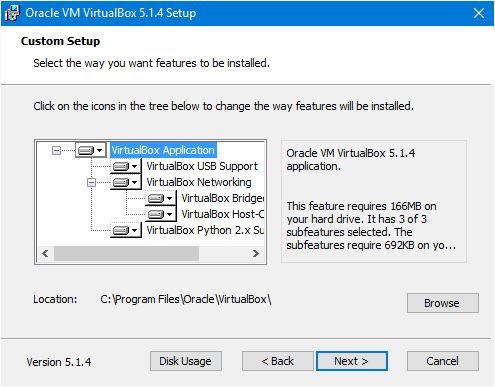 Oracle VM VirtualBox 5.1.4 Setup
Custom Setup
Select the way you want features to be installed.
Click on the icons in the tree below to change the way features will be installed.
VirtualBox Application
VirtualBox USB Support
VirtualBox Networking
VirtualBox Bridge
VirtualBox Host-C
VirtualBox Python 2.x Su
Oracle VM VirtualBox 5.1.4
application.
This feature requires 166MB on
your hard drive. It has 3 of 3
subfeatures selected. The
subfeatures require 692KB on yo...
Location: C:\Program Files\Oracle\VirtualBox\
Browse
Version 5.1.4
Disk Usage
< Back
Next >
Cancel